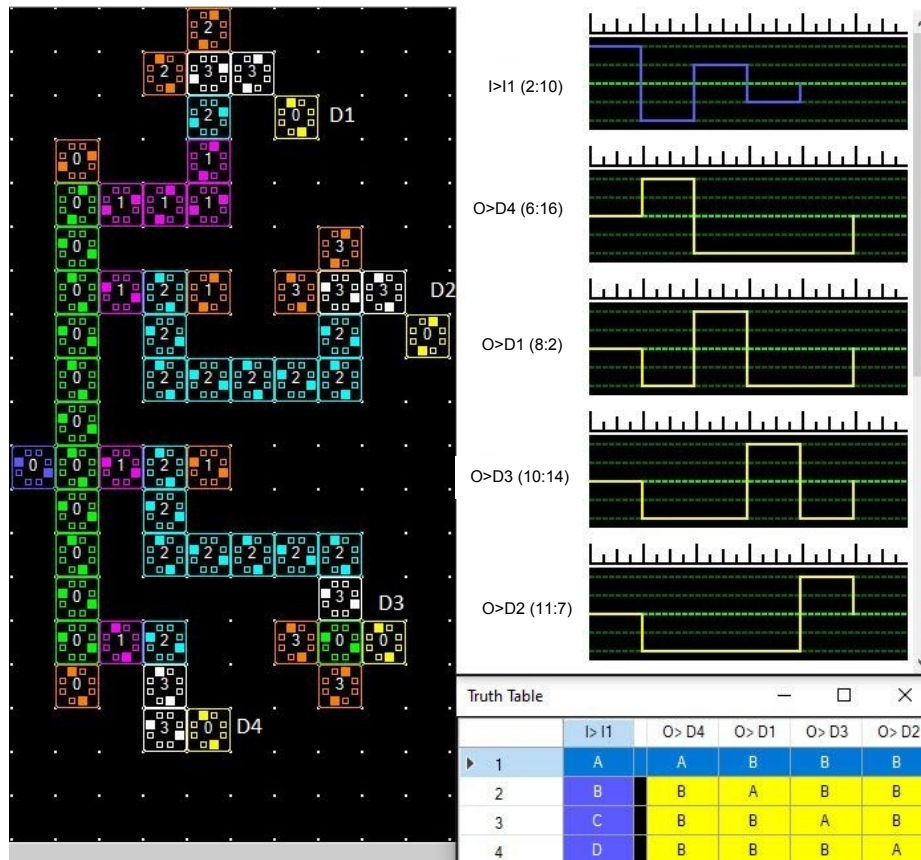 2
2 3 3
2 0 D1
0 1
0 1 1 1
0 3
0 1 2 1 3 3 3 D2
0 2 2 0
0 2 2 2 2 2
0
0 0 1 2 1
0 2
0 2 2 2 2 2
0 3 D3
0 1 2 3 0 0
0 3 3
3 0 D4
I>I1 (2:10)
O>D4 (6:16)
O>D1 (8:2)
O>D3 (10:14)
O>D2 (11:7)
Truth Table
I> I1 O> D4 O> D1 O> D3 O> D2
1 A A B B B
2 B B A B B
3 C B B A B
4 D B B B A